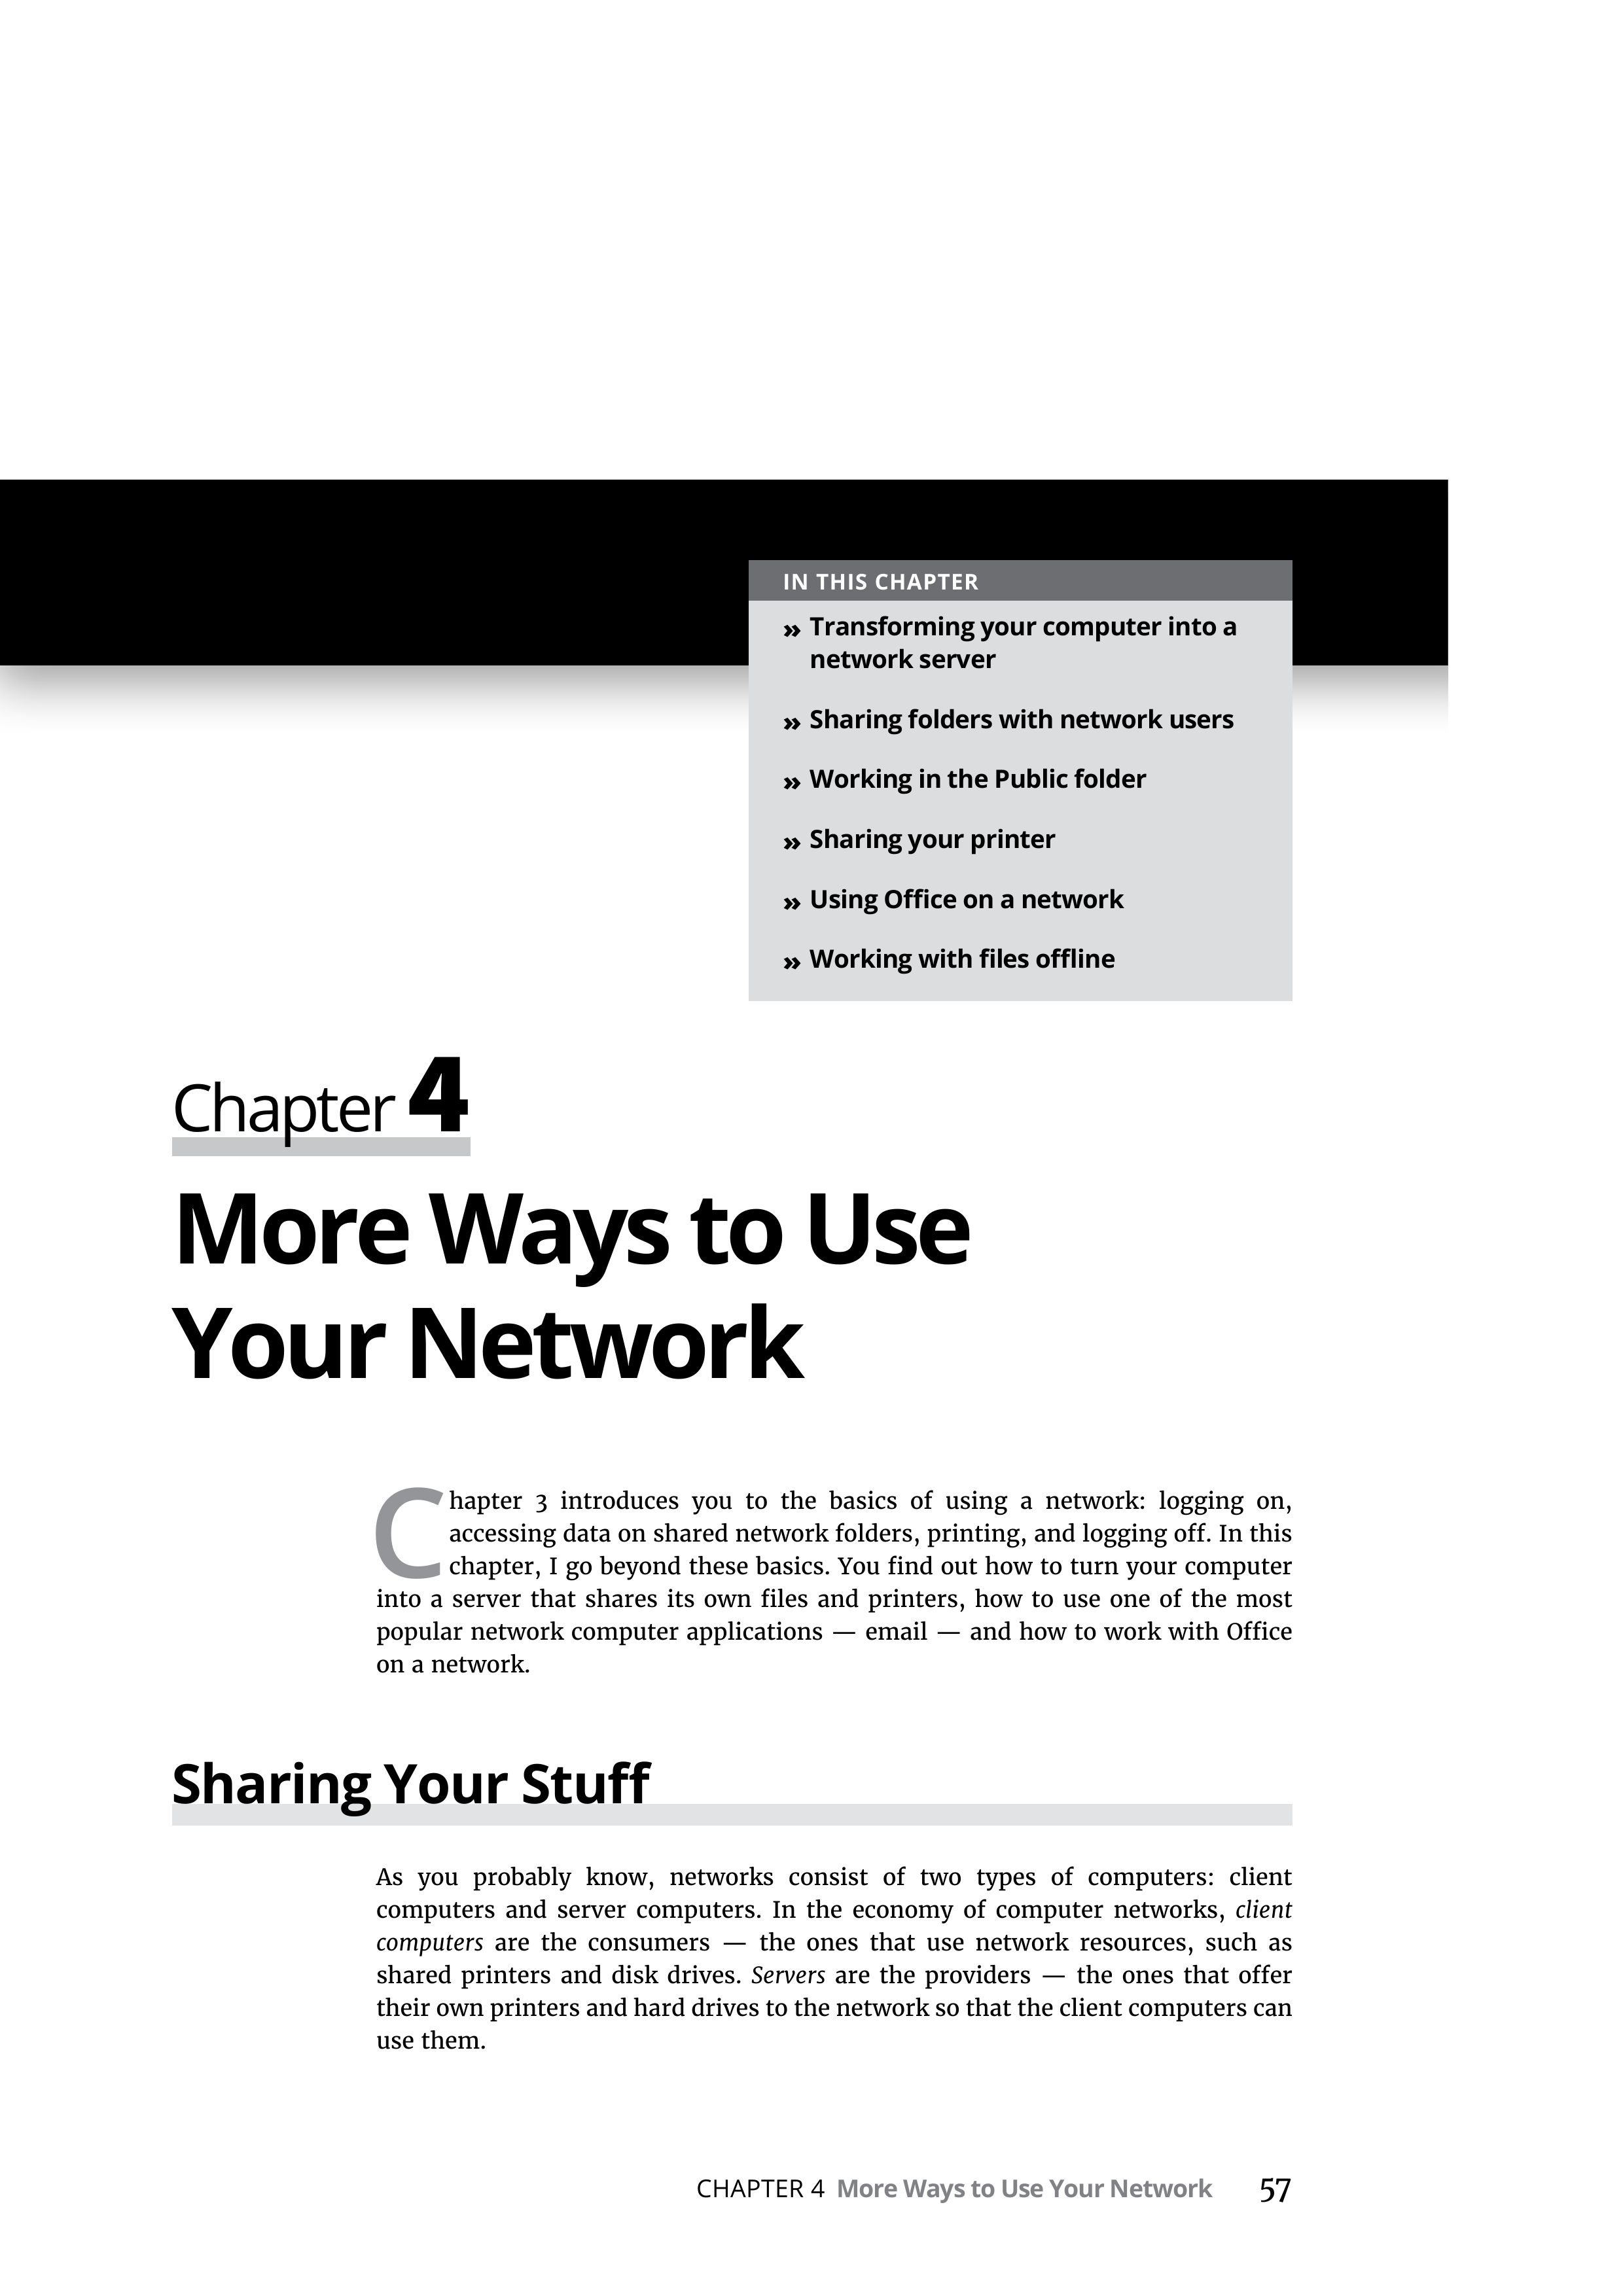 IN THIS CHAPTER
» Transforming your computer into a
network server
» Sharing folders with network users
» Working in the Public folder
» Sharing your printer
» Using Office on a network
» Working with files offline
Chapter 4
More Ways to Use
Your Network
Chapter 3 introduces you to the basics of using a network: logging on,
accessing data on shared network folders, printing, and logging off. In this
chapter, I go beyond these basics. You find out how to turn your computer
into a server that shares its own files and printers, how to use one of the most
popular network computer applications — email — and how to work with Office
on a network.
Sharing Your Stuff
As you probably know, networks consist of two types of computers: client
computers and server computers. In the economy of computer networks, client
computers are the consumers — the ones that use network resources, such as
shared printers and disk drives. Servers are the providers — the ones that offer
their own printers and hard drives to the network so that the client computers can
use them.
CHAPTER 4 More Ways to Use Your Network 57